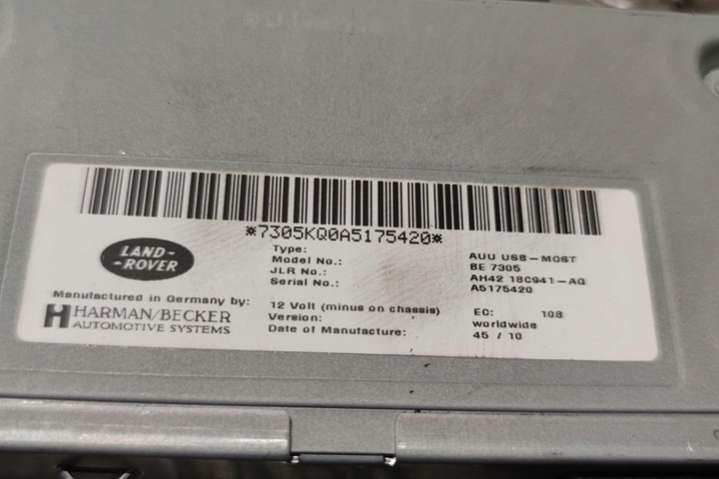 *7305KQ0A5175420*
LAND-
-ROVER
Type: AUU USB-MOST
Model No.: BE 7305
JLR No.: AH42 18C941-AG
Serial No.: A5175420
Manufactured in Germany by:
HARMAN/BECKER
AUTOMOTIVE SYSTEMS
12 Volt (minus on chassis) EC: 108
Version: worldwide
Date of Manufacture: 45 / 10